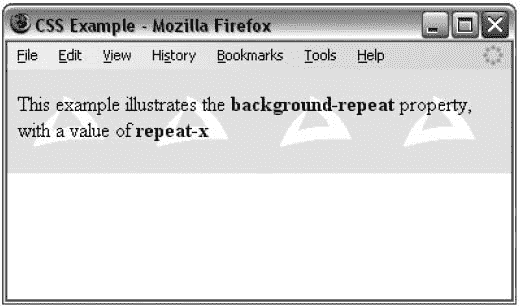 CSS Example - Mozilla Firefox
File Edit View History Bookmarks Tools Help
This example illustrates the background-repeat property,
with a value of repeat-x